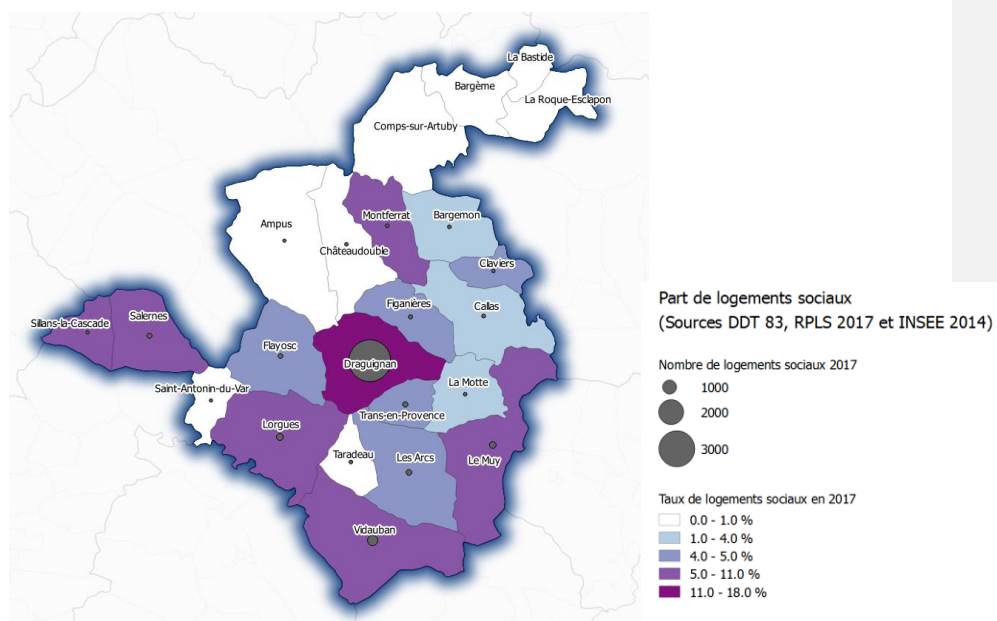 La Bastide
Bargème
La Roque-Esclapon
Comps-sur-Artuby
Montferrat
Bargemon
Ampus
Châteaudouble
Claviers
Figanières
Callas
Sillans-la-Cascade
Salernes
Flayosc
Draguignan
La Motte
Saint-Antonin-du-Var
Trans-en-Provence
Lorgues
Taradeau
Les Arcs
Le Muy
Vidauban
Part de logements sociaux
(Sources DDT 83, RPLS 2017 et INSEE 2014)
Nombre de logements sociaux 2017
1000
2000
3000
Taux de logements sociaux en 2017
0.0 - 1.0 %
1.0 - 4.0 %
4.0 - 5.0 %
5.0 - 11.0 %
11.0 - 18.0 %